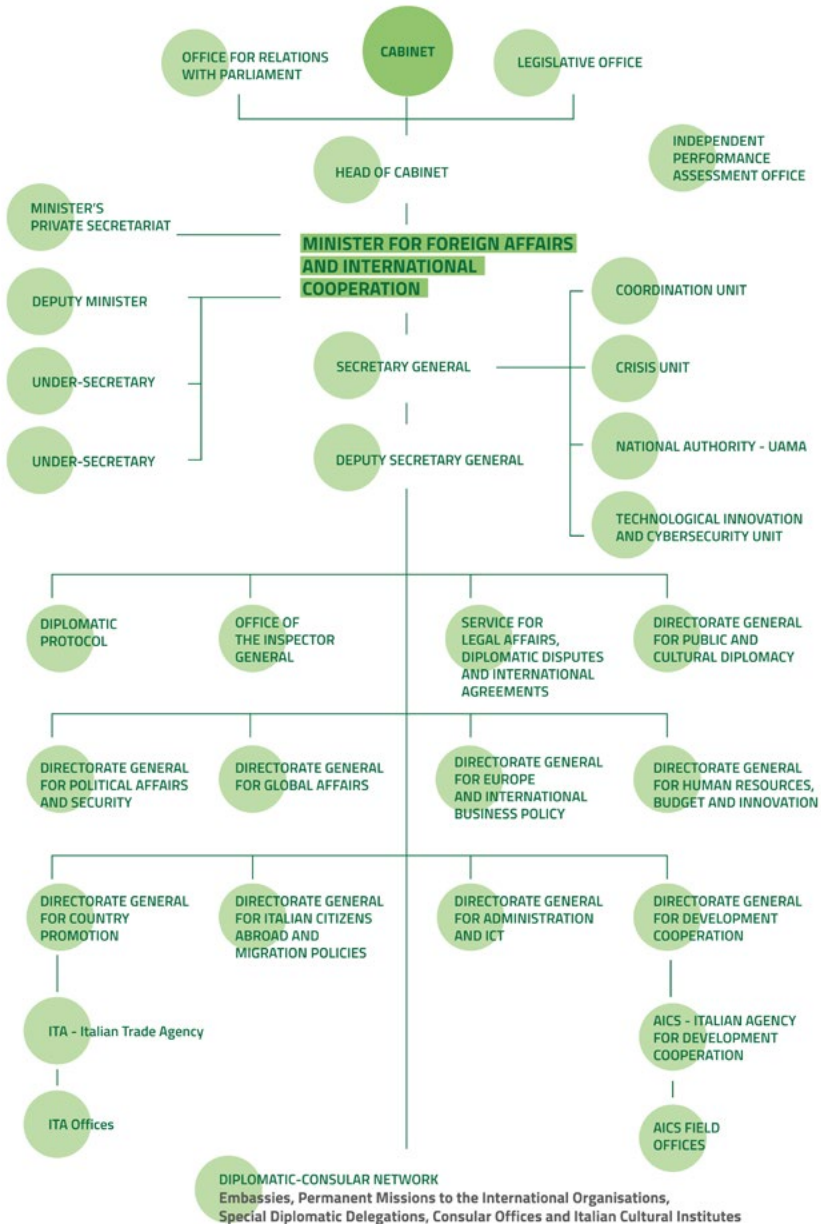 CABINET
OFFICE FOR RELATIONS
WITH PARLIAMENT
LEGISLATIVE OFFICE
INDEPENDENT
PERFORMANCE
ASSESSMENT OFFICE
HEAD OF CABINET
MINISTER'S
PRIVATE SECRETARIAT
MINISTER FOR FOREIGN AFFAIRS
AND INTERNATIONAL
COOPERATION
DEPUTY MINISTER
UNDER-SECRETARY
UNDER-SECRETARY
SECRETARY GENERAL
DEPUTY SECRETARY GENERAL
COORDINATION UNIT
CRISIS UNIT
NATIONAL AUTHORITY - UAMA
TECHNOLOGICAL INNOVATION
AND CYBERSECURITY UNIT
DIPLOMATIC
PROTOCOL
OFFICE OF
THE INSPECTOR
GENERAL
SERVICE FOR
LEGAL AFFAIRS,
DIPLOMATIC DISPUTES
AND INTERNATIONAL
AGREEMENTS
DIRECTORATE GENERAL
FOR PUBLIC AND
CULTURAL DIPLOMACY
DIRECTORATE GENERAL
FOR POLITICAL AFFAIRS
AND SECURITY
DIRECTORATE GENERAL
FOR GLOBAL AFFAIRS
DIRECTORATE GENERAL
FOR EUROPE
AND INTERNATIONAL
BUSINESS POLICY
DIRECTORATE GENERAL
FOR HUMAN RESOURCES,
BUDGET AND INNOVATION
DIRECTORATE GENERAL
FOR COUNTRY
PROMOTION
DIRECTORATE GENERAL
FOR ITALIAN CITIZENS
ABROAD AND
MIGRATION POLICIES
DIRECTORATE GENERAL
FOR ADMINISTRATION
AND ICT
DIRECTORATE GENERAL
FOR DEVELOPMENT
COOPERATION
ITA - Italian Trade Agency
ITA Offices
AICS - ITALIAN AGENCY
FOR DEVELOPMENT
COOPERATION
AICS FIELD
OFFICES
DIPLOMATIC-CONSULAR NETWORK
Embassies, Permanent Missions to the International Organisations,
Special Diplomatic Delegations, Consular Offices and Italian Cultural Institutes